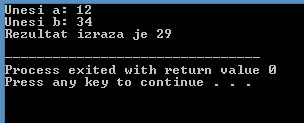 Unesi a: 12
Unesi b: 34
Rezultat izraza je 29
--------------------------------
Process exited with return value 0
Press any key to continue . . .